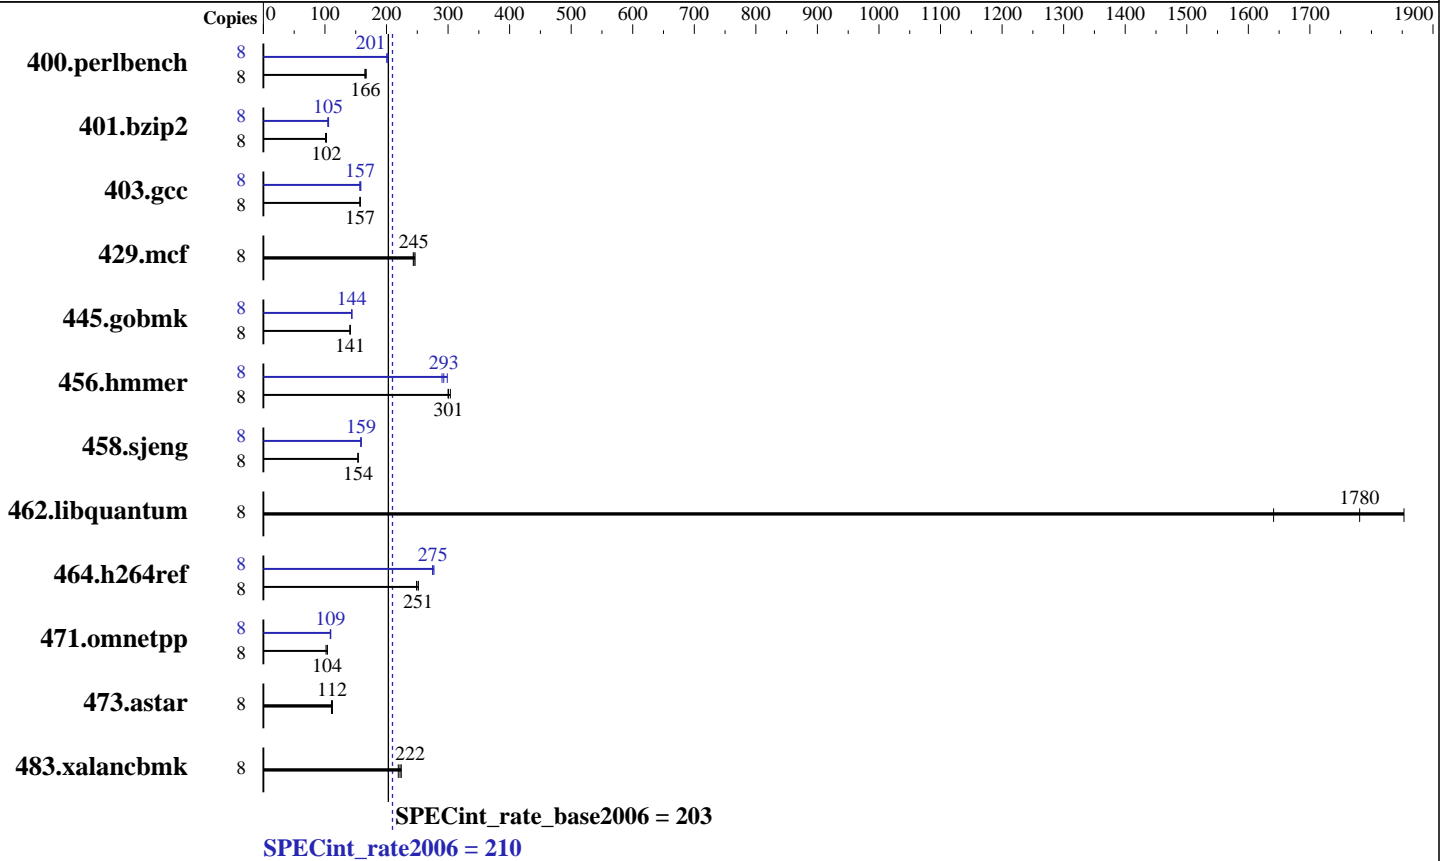 Copies 0 100 200 300 400 500 600 700 800 900 1000 1100 1200 1300 1400 1500 1600 1700 1900
400.perlbench 8 201
8 166
401.bzip2 8 105
8 102
403.gcc 8 157
8 157
429.mcf 8 245
445.gobmk 8 144
8 141
456.hmmer 8 293
8 301
458.sjeng 8 159
8 154
462.libquantum 8 1780
464.h264ref 8 275
8 251
471.omnetpp 8 109
8 104
473.astar 8 112
483.xalancbmk 8 222
SPECint_rate_base2006 = 203
SPECint_rate2006 = 210